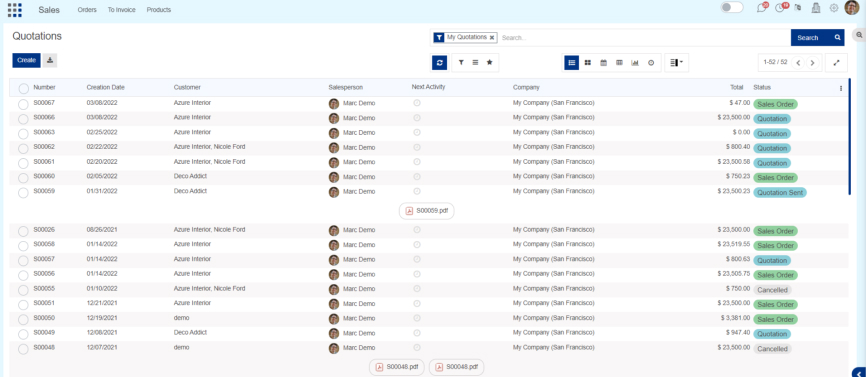 Sales Orders To Invoice Products
Quotations
My Quotations × Search...
Search
Create
1-52 / 52
Number Creation Date Customer Salesperson Next Activity Company Total Status
S00067 03/08/2022 Azure Interior Marc Demo My Company (San Francisco) $ 47.00 Sales Order
S00066 03/08/2022 Azure Interior Marc Demo My Company (San Francisco) $ 23,500.00 Quotation
S00063 02/25/2022 Azure Interior Marc Demo My Company (San Francisco) $ 0.00 Quotation
S00062 02/22/2022 Azure Interior, Nicole Ford Marc Demo My Company (San Francisco) $ 800.40 Quotation
S00061 02/20/2022 Azure Interior, Nicole Ford Marc Demo My Company (San Francisco) $ 23,500.58 Quotation
S00060 02/05/2022 Deco Addict Marc Demo My Company (San Francisco) $ 750.23 Sales Order
S00059 01/31/2022 Deco Addict Marc Demo My Company (San Francisco) $ 23,500.23 Quotation Sent
S00059.pdf
S00026 08/26/2021 Azure Interior, Nicole Ford Marc Demo My Company (San Francisco) $ 23,500.00 Sales Order
S00058 01/14/2022 Azure Interior Marc Demo My Company (San Francisco) $ 23,519.55 Sales Order
S00057 01/14/2022 Azure Interior Marc Demo My Company (San Francisco) $ 800.63 Quotation
S00056 01/14/2022 Azure Interior Marc Demo My Company (San Francisco) $ 23,505.75 Sales Order
S00055 01/10/2022 Azure Interior, Nicole Ford Marc Demo My Company (San Francisco) $ 750.00 Cancelled
S00051 12/21/2021 Azure Interior Marc Demo My Company (San Francisco) $ 23,500.00 Sales Order
S00050 12/19/2021 demo Marc Demo My Company (San Francisco) $ 3,381.00 Sales Order
S00049 12/08/2021 Deco Addict Marc Demo My Company (San Francisco) $ 947.40 Quotation
S00048 12/07/2021 demo Marc Demo My Company (San Francisco) $ 23,500.00 Cancelled
S00048.pdf S00048.pdf